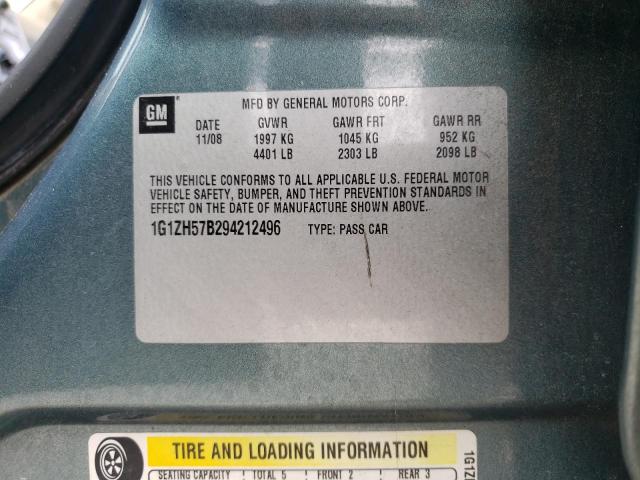 GM
MFD BY GENERAL MOTORS CORP.
DATE GVWR GAWR FRT GAWR RR
11/08 1997 KG 1045 KG 952 KG
4401 LB 2303 LB 2098 LB
THIS VEHICLE CONFORMS TO ALL APPLICABLE U.S. FEDERAL MOTOR
VEHICLE SAFETY, BUMPER, AND THEFT PREVENTION STANDARDS IN
EFFECT ON THE DATE OF MANUFACTURE SHOWN ABOVE.
1G1ZH57B294212496 TYPE: PASS CAR
TIRE AND LOADING INFORMATION
SEATING CAPACITY TOTAL 5 FRONT 2 REAR 3